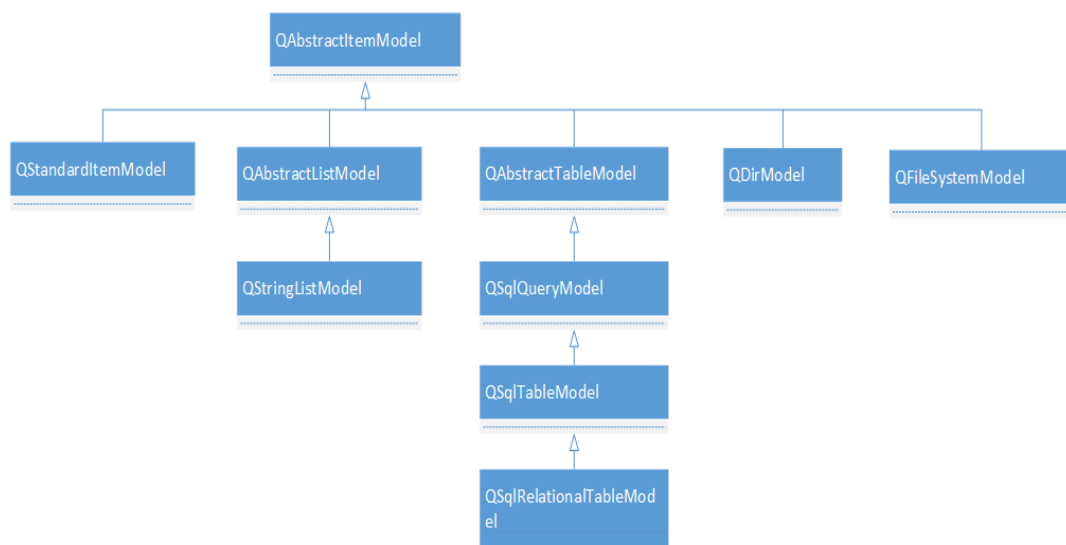 QAbstractItemModel
QStandardItemModel
QAbstractListModel
QAbstractTableModel
QDirModel
QFileSystemModel
QStringListModel
QSqlQueryModel
QSqlTableModel
QSqlRelationalTableMod
el